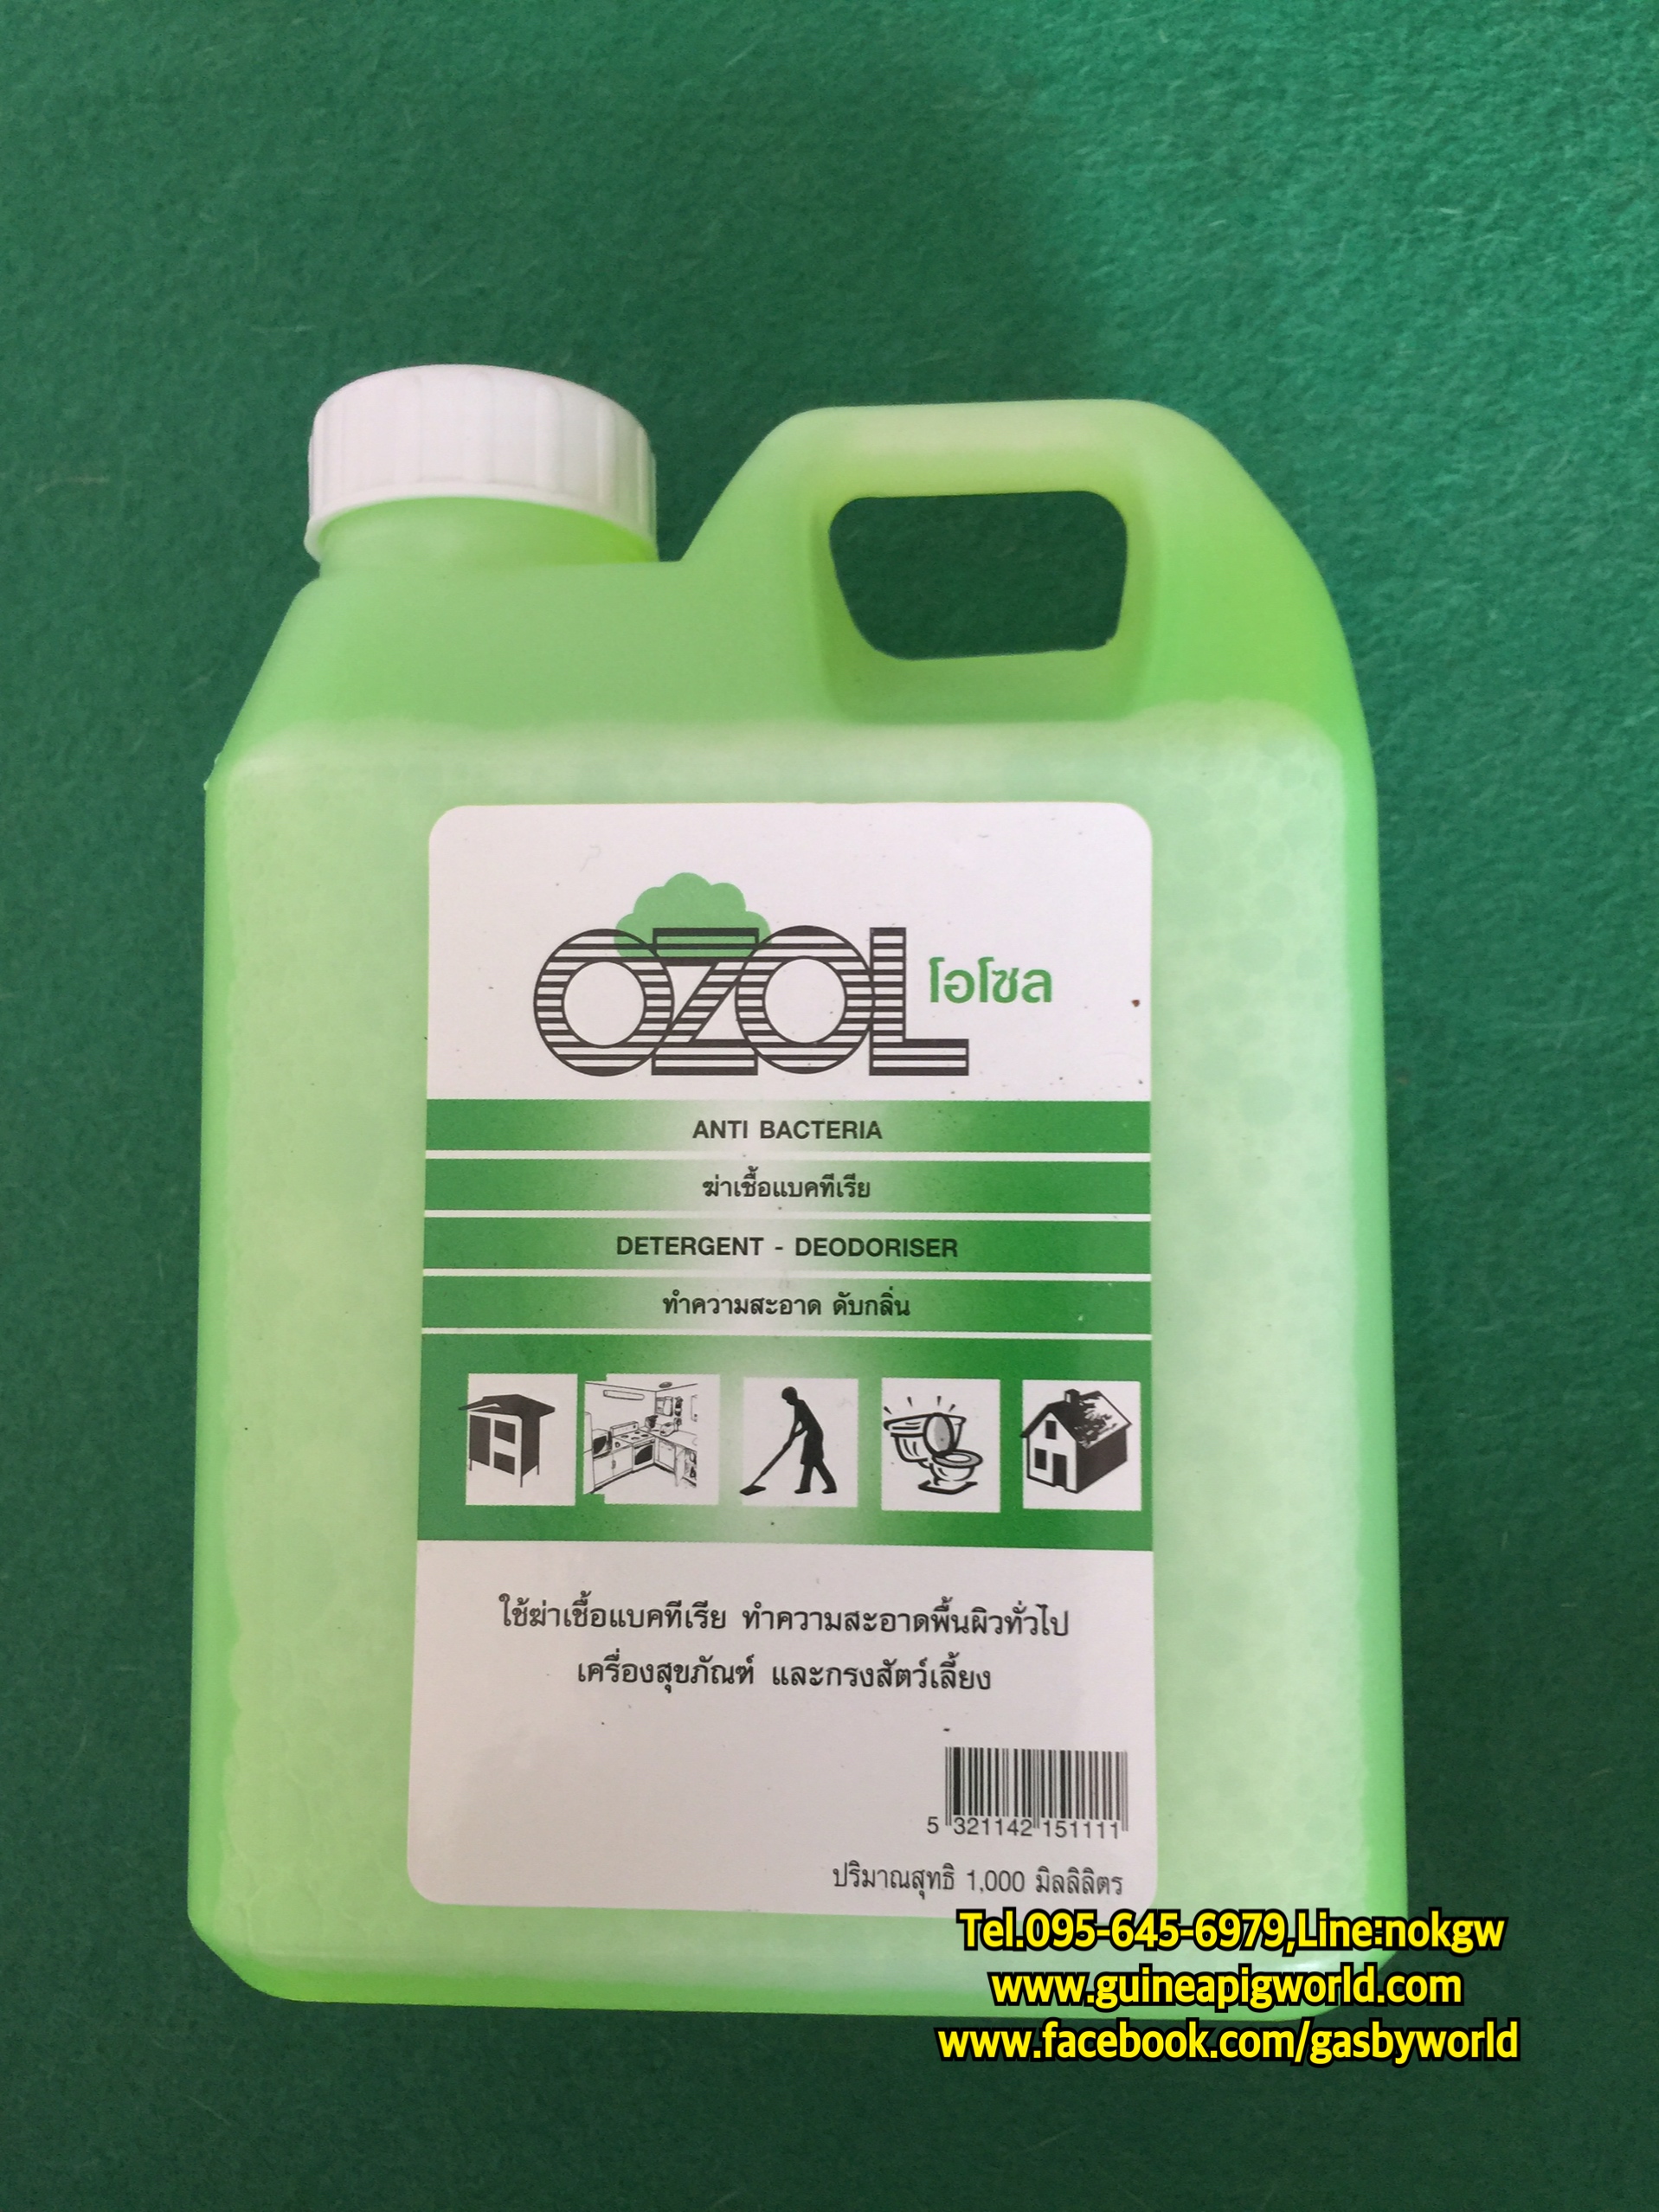 OZOL โอโซล
ANTI BACTERIA
ฆ่าเชื้อแบคทีเรีย
DETERGENT - DEODORISER
ทำความสะอาด ดับกลิ่น
ใช้ฆ่าเชื้อแบคทีเรีย ทำความสะอาดพื้นผิวทั่วไป
เครื่องสุขภัณฑ์ และกรงสัตว์เลี้ยง
5 321142 151111
ปริมาณสุทธิ 1,000 มิลลิลิตร
Tel.095-645-6979,Line:nokgw
www.guineapigworld.com
www.facebook.com/gasbyworld